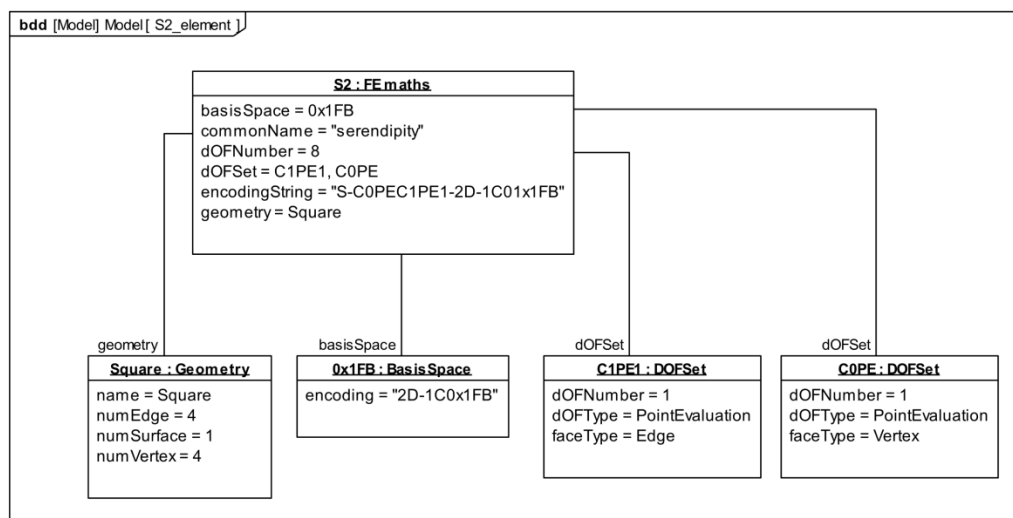 bdd [Model] Model [ S2_element ]
S2 : FEmaths
basisSpace = 0x1FB
commonName = "serendipity"
dOFNumber = 8
dOFSet = C1PE1, C0PE
encodingString = "S-C0PEC1PE1-2D-1C01x1FB"
geometry = Square
geometry
basisSpace
dOFSet
dOFSet
Square : Geometry
name = Square
numEdge = 4
numSurface = 1
numVertex = 4
0x1FB : BasisSpace
encoding = "2D-1C0x1FB"
C1PE1 : DOFSet
dOFNumber = 1
dOFType = PointEvaluation
faceType = Edge
C0PE : DOFSet
dOFNumber = 1
dOFType = PointEvaluation
faceType = Vertex